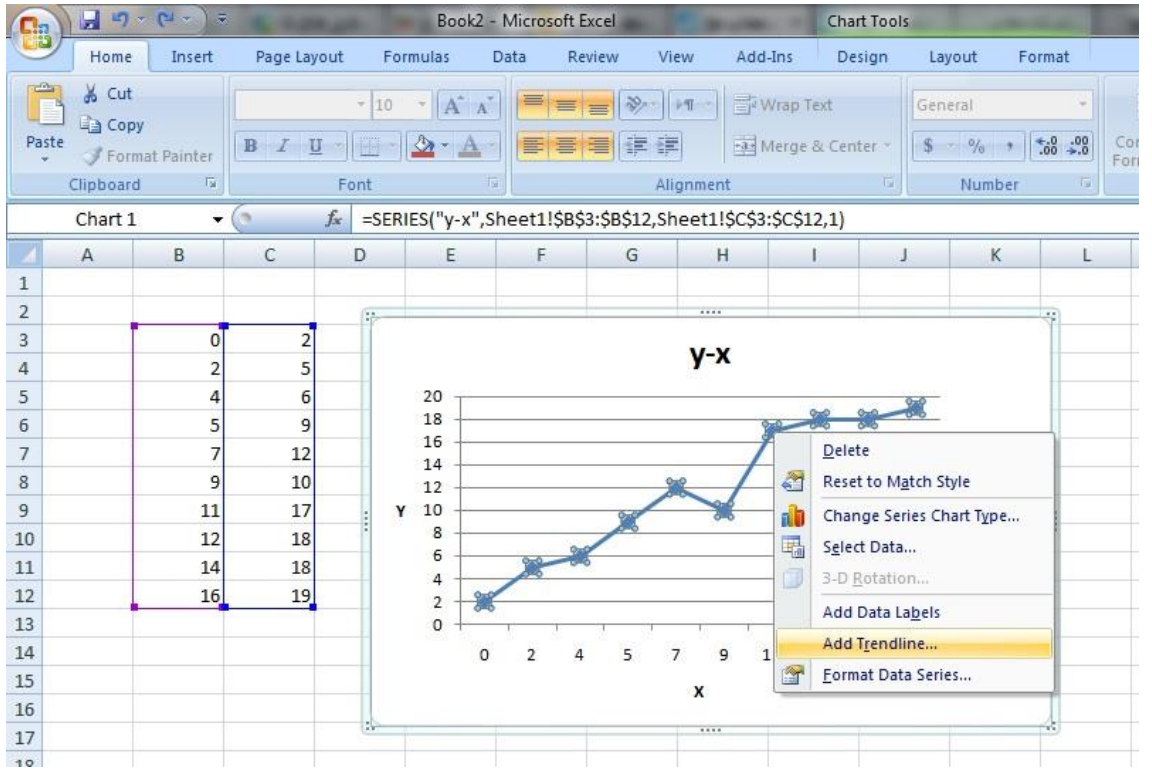 Book2 - Microsoft Excel Chart Tools
Home Insert Page Layout Formulas Data Review View Add-Ins Design Layout Format
Paste
Cut
Copy
Format Painter
Clipboard
10 A A
B I U A
Font
Wrap Text
Merge & Center
Alignment
General
$ % , .0 .00 .00 .0
Number
Chart 1 fx =SERIES("y-x",Sheet1!$B$3:$B$12,Sheet1!$C$3:$C$12,1)
A B C D E F G H I J K L
1
2
3 0 2
4 2 5
5 4 6
6 5 9
7 7 12
8 9 10
9 11 17
10 12 18
11 14 18
12 16 19
13
14
15
16
17
18
y-x
20
18
16
14
12
Y 10
8
6
4
2
0
0 2 4 5 7 9 1
X
Delete
Reset to Match Style
Change Series Chart Type...
Select Data...
3-D Rotation...
Add Data Labels
Add Trendline...
Format Data Series...